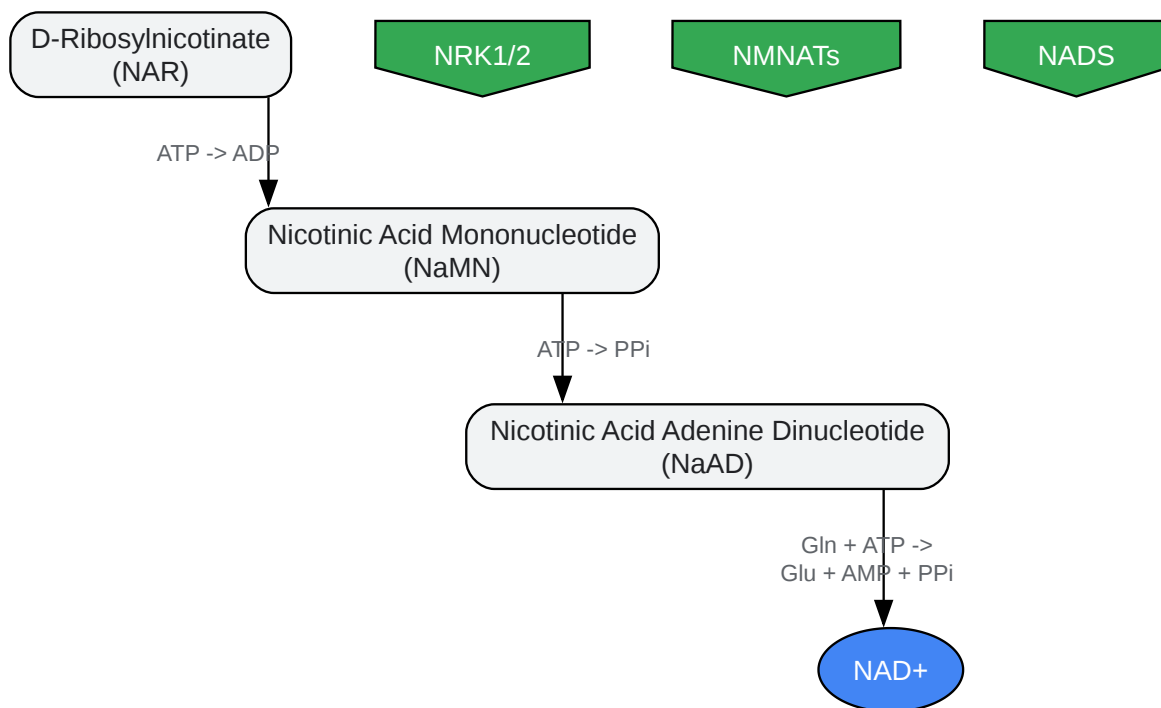 D-Ribosylnicotinate
(NAR)
NRK1/2
NMNATs
NADS
ATP -> ADP
Nicotinic Acid Mononucleotide
(NaMN)
ATP -> PPi
Nicotinic Acid Adenine Dinucleotide
(NaAD)
Gln + ATP ->
Glu + AMP + PPi
NAD+